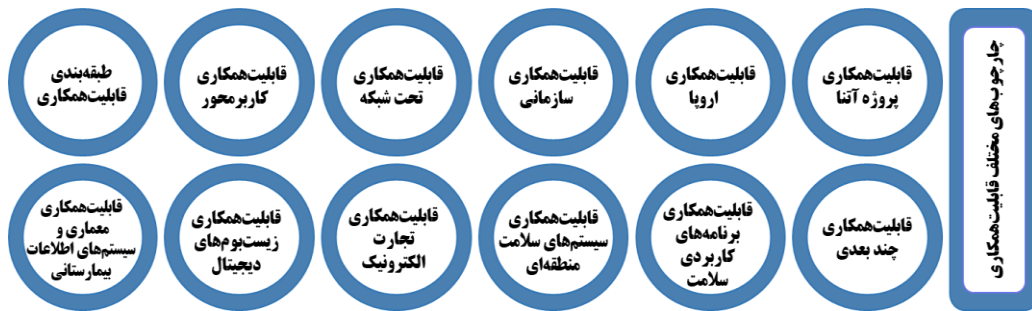 چارچوب‌های مختلف قابلیت‌همکاری
قابلیت‌همکاری
پروژه آتنا
قابلیت‌همکاری
اروپا
قابلیت‌همکاری
سازمانی
قابلیت‌همکاری
تحت شبکه
قابلیت‌همکاری
کاربرمحور
طبقه‌بندی
قابلیت‌همکاری
قابلیت‌همکاری
چند بعدی
قابلیت‌همکاری
برنامه‌های
کاربردی
سلامت
قابلیت‌همکاری
سیستم‌های سلامت
منطقه‌ای
قابلیت‌همکاری
تجارت
الکترونیک
قابلیت‌همکاری
زیست‌بوم‌های
دیجیتال
قابلیت‌همکاری
معماری و
سیستم‌های اطلاعات
بیمارستانی